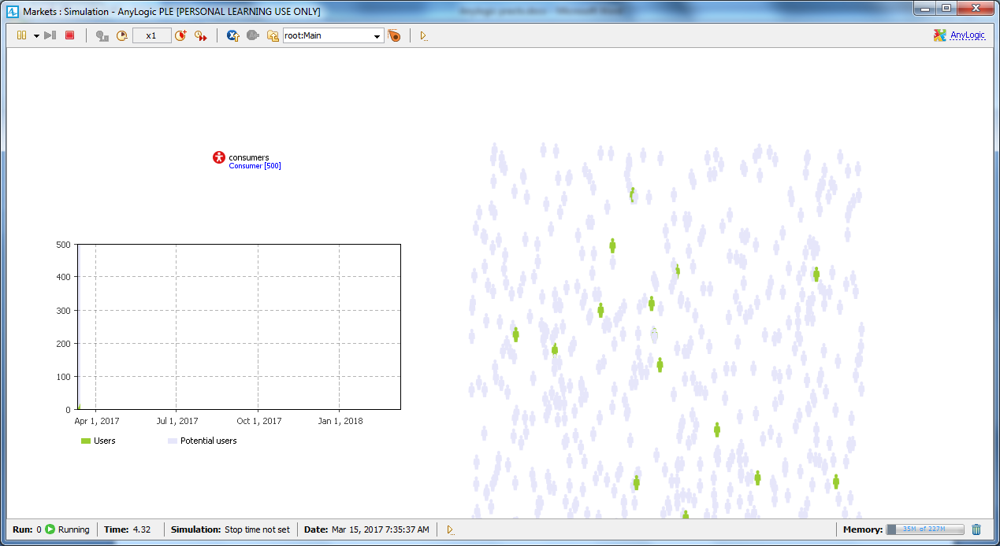 Markets : Simulation - AnyLogic PLE [PERSONAL LEARNING USE ONLY]
x1 root:Main AnyLogic
consumers
Consumer [500]
500
400
300
200
100
0
Apr 1, 2017 Jul 1, 2017 Oct 1, 2017 Jan 1, 2018
Users Potential users
Run: 0 Running Time: 4.32 Simulation: Stop time not set Date: Mar 15, 2017 7:35:37 AM Memory: 35M of 227M